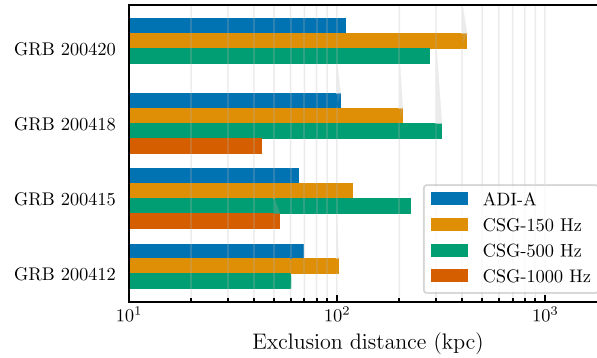 GRB 200420
GRB 200418
GRB 200415
GRB 200412
ADI-A
CSG-150 Hz
CSG-500 Hz
CSG-1000 Hz
10¹ 10² 10³
Exclusion distance (kpc)